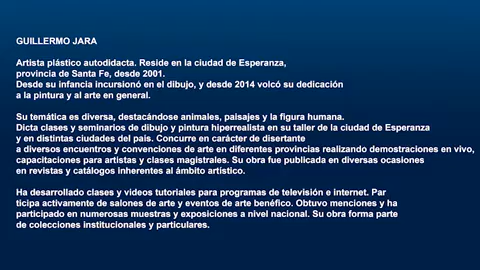 GUILLERMO JARA
Artista plástico autodidacta. Reside en la ciudad de Esperanza,
provincia de Santa Fe, desde 2001.
Desde su infancia incursionó en el dibujo, y desde 2014 volcó su dedicación
a la pintura y al arte en general.
Su temática es diversa, destacándose animales, paisajes y la figura humana.
Dicta clases y seminarios de dibujo y pintura hiperrealista en su taller de la ciudad de Esperanza
y en distintas ciudades del pais. Concurre en carácter de disertante
a diversos encuentros y convenciones de arte en diferentes provincias realizando demostraciones en vivo,
capacitaciones para artistas y clases magistrales. Su obra fue publicada en diversas ocasiones
en revistas y catálogos inherentes al ámbito artístico.
Ha desarrollado clases y videos tutoriales para programas de televisión e internet. Par
ticipa activamente de salones de arte y eventos de arte benéfico. Obtuvo menciones y ha
participado en numerosas muestras y exposiciones a nivel nacional. Su obra forma parte
de colecciones institucionales y particulares.